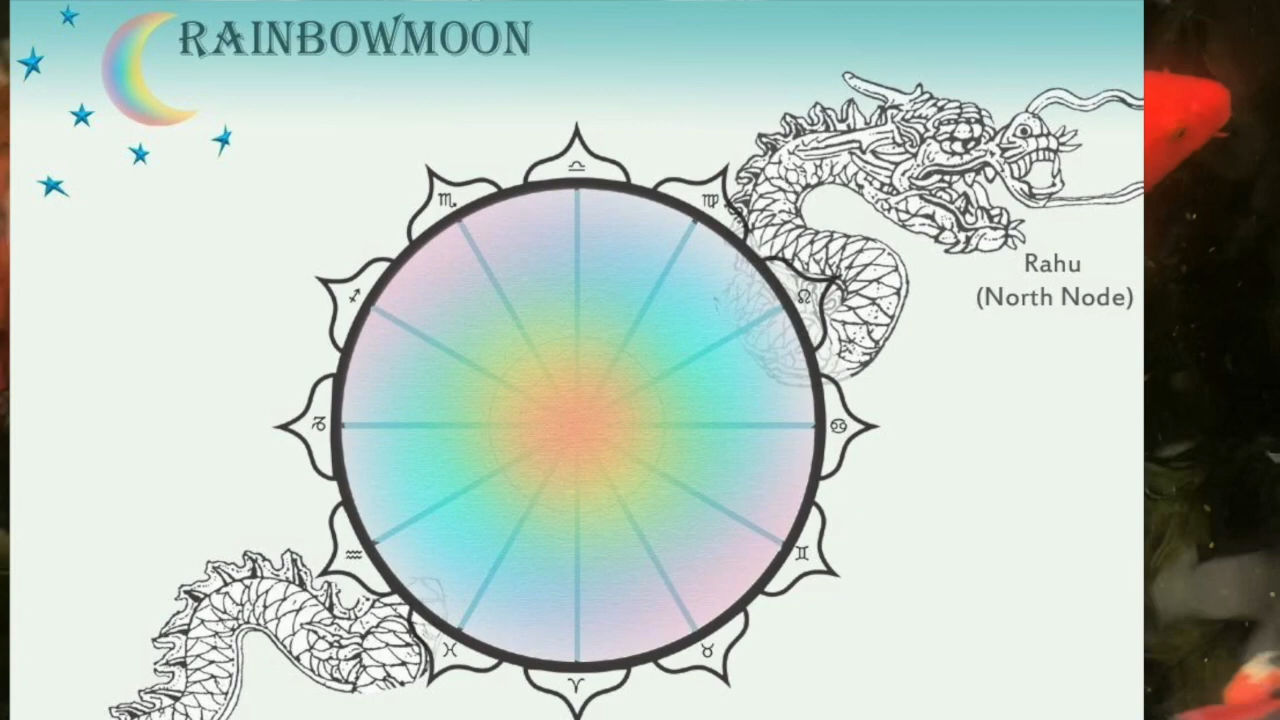 RAINBOWMOON
♎
♏ ♍
♐ ♌
Rahu
(North Node)
♑ ♋
♒ ♊
♓ ♉
♈